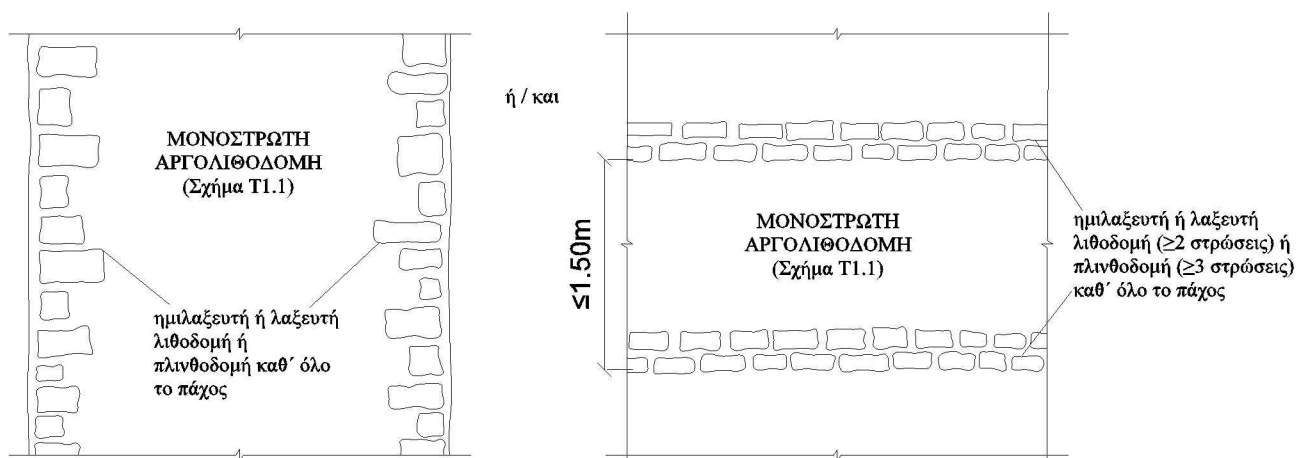 ΜΟΝΟΣΤΡΩΤΗ
ΑΡΓΟΛΙΘΟΔΟΜΗ
(Σχήμα Τ1.1)
ημιλαξευτή ή λαξευτή
λιθοδομή ή
πλινθοδομή καθ΄ όλο
το πάχος
ή / και
≤1.50m
ΜΟΝΟΣΤΡΩΤΗ
ΑΡΓΟΛΙΘΟΔΟΜΗ
(Σχήμα Τ1.1)
ημιλαξευτή ή λαξευτή
λιθοδομή (≥2 στρώσεις) ή
πλινθοδομή (≥3 στρώσεις)
καθ΄ όλο το πάχος